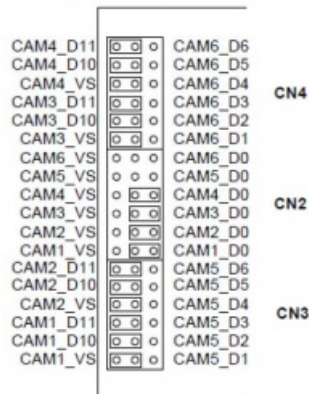 CAM4_D11 CAM6_D6
CAM4_D10 CAM6_D5
CAM4_VS CAM6_D4
CAM3_D11 CAM6_D3
CAM3_D10 CAM6_D2
CAM3_VS CAM6_D1
CN4
CAM6_VS CAM6_D0
CAM5_VS CAM5_D0
CAM4_VS CAM4_D0
CAM3_VS CAM3_D0
CAM2_VS CAM2_D0
CAM1_VS CAM1_D0
CN2
CAM2_D11 CAM5_D6
CAM2_D10 CAM5_D5
CAM2_VS CAM5_D4
CAM1_D11 CAM5_D3
CAM1_D10 CAM5_D2
CAM1_VS CAM5_D1
CN3